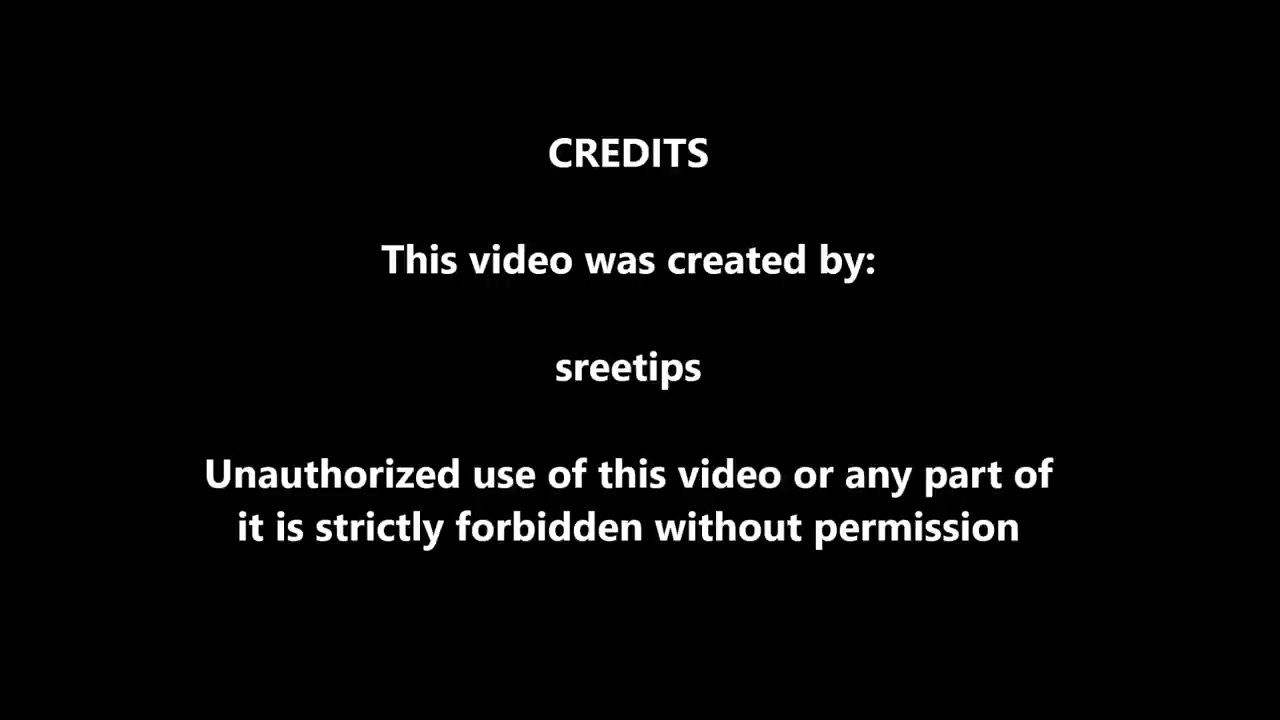 CREDITS
This video was created by:
sreetips
Unauthorized use of this video or any part of
it is strictly forbidden without permission